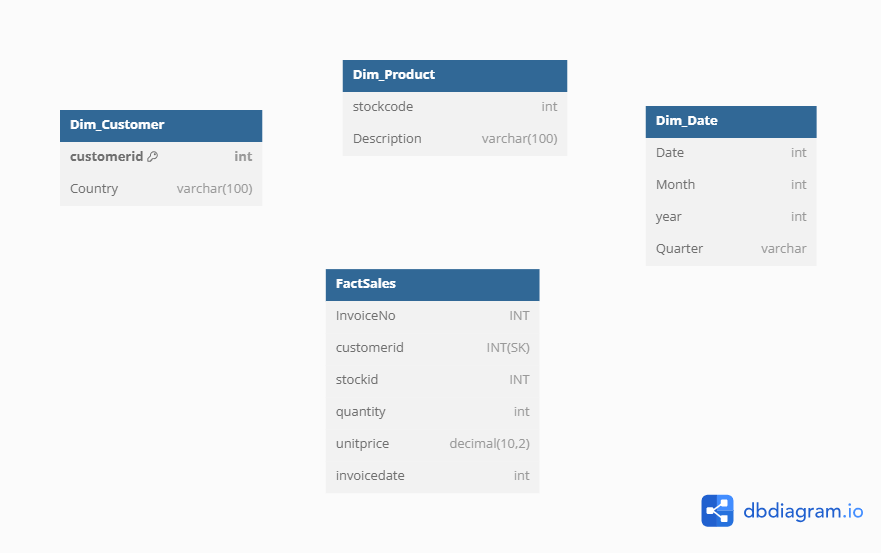 Dim_Customer
customerid int
Country varchar(100)
Dim_Product
stockcode int
Description varchar(100)
Dim_Date
Date int
Month int
year int
Quarter varchar
FactSales
InvoiceNo INT
customerid INT(SK)
stockid INT
quantity int
unitprice decimal(10,2)
invoicedate int
dbdiagram.io